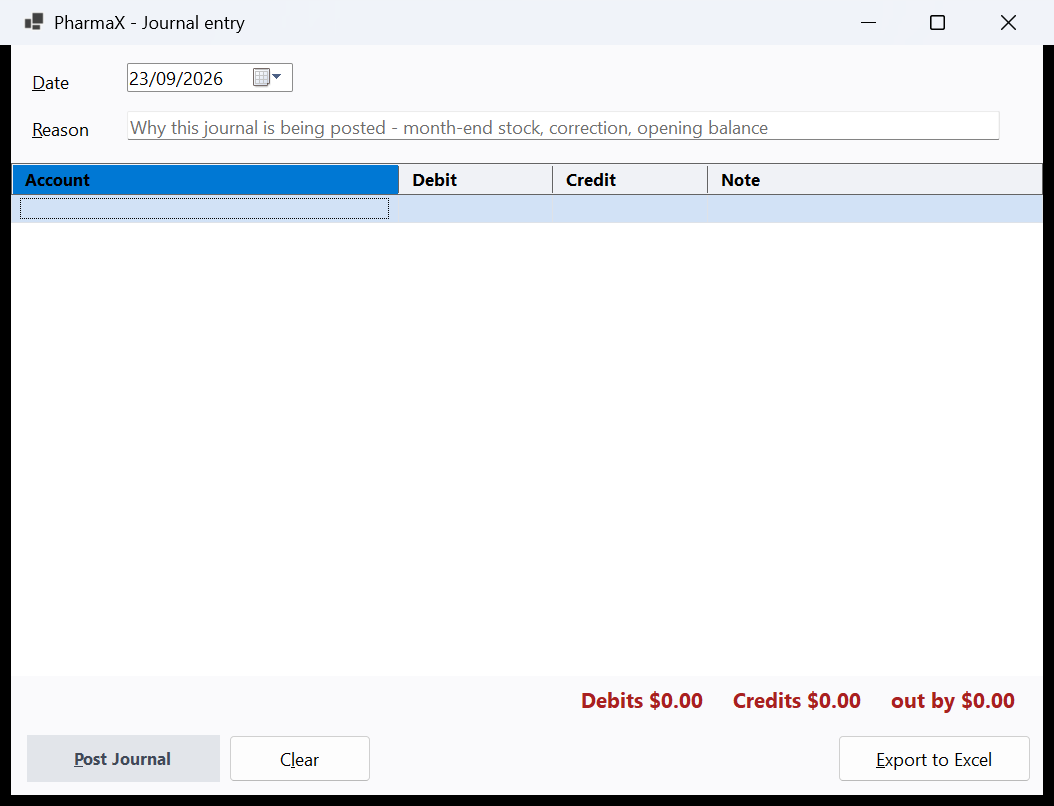 PharmaX - Journal entry
Date 23/09/2026
Reason Why this journal is being posted - month-end stock, correction, opening balance
Account Debit Credit Note
Debits $0.00 Credits $0.00 out by $0.00
Post Journal Clear Export to Excel